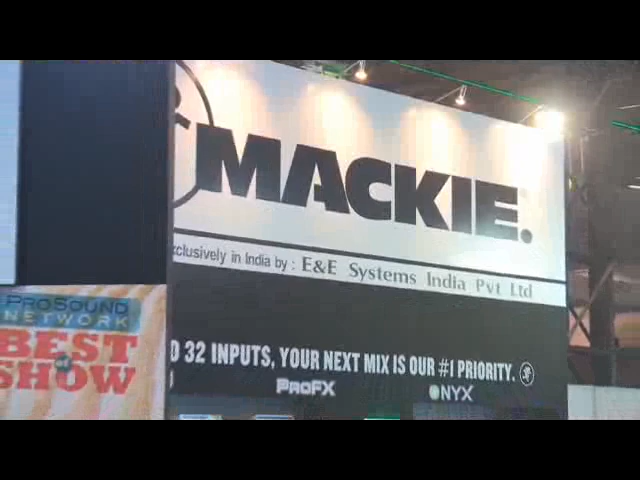 MACKIE.
xclusively in India by : E&E Systems India Pvt Ltd
PROSOUND
NETWORK
BEST
of
SHOW
D 32 INPUTS, YOUR NEXT MIX IS OUR #1 PRIORITY.
PROFX ONYX